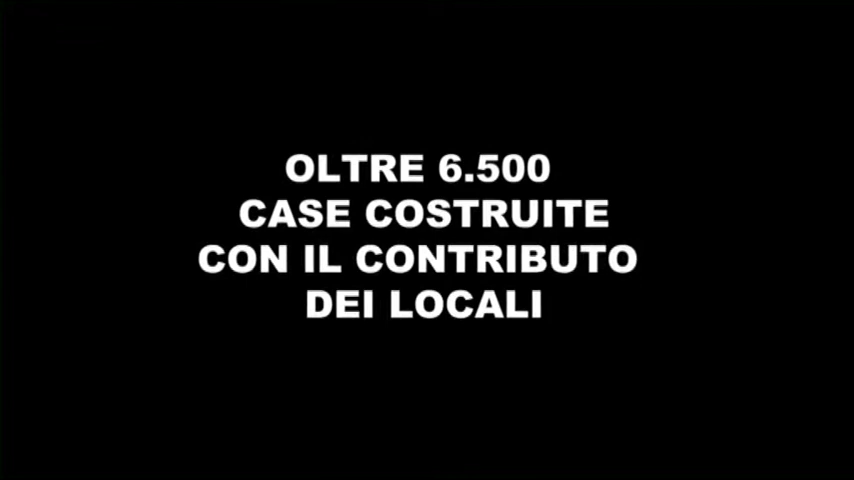 OLTRE 6.500
CASE COSTRUITE
CON IL CONTRIBUTO
DEI LOCALI